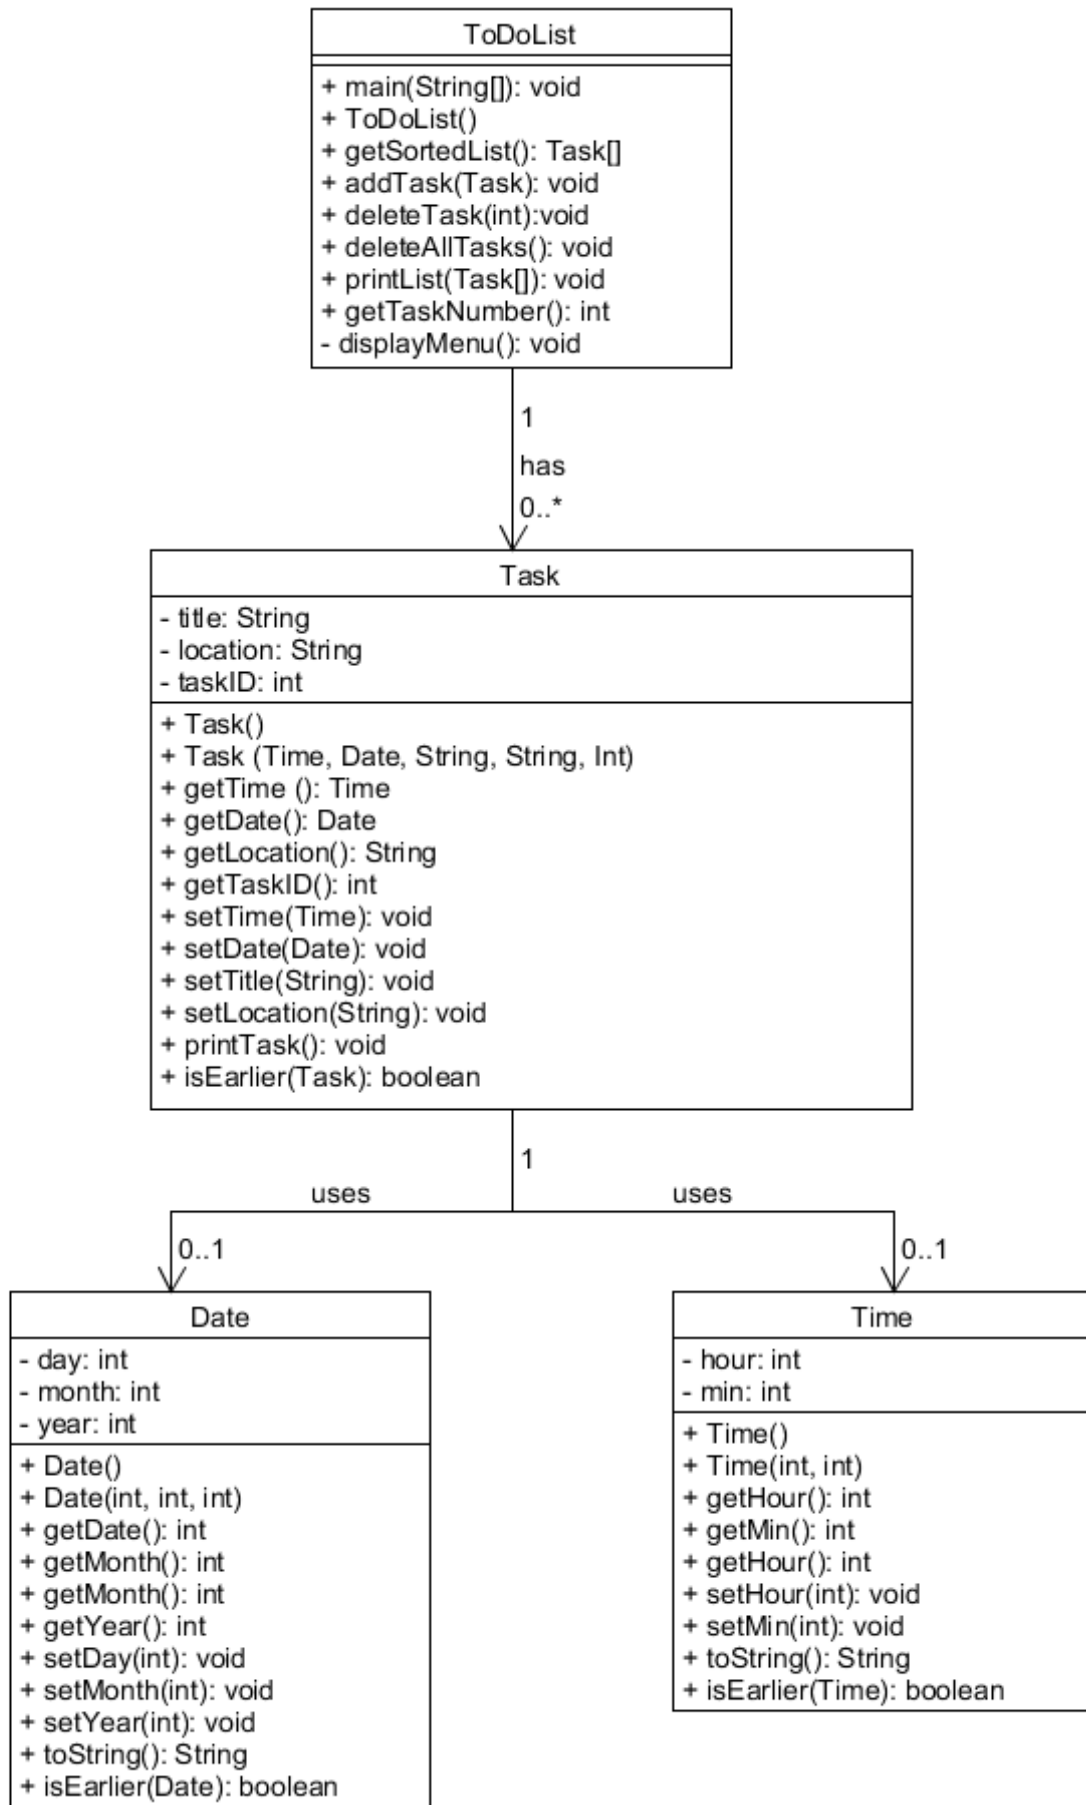 ToDoList
+ main(String[]): void
+ ToDoList()
+ getSortedList(): Task[]
+ addTask(Task): void
+ deleteTask(int):void
+ deleteAllTasks(): void
+ printList(Task[]): void
+ getTaskNumber(): int
- displayMenu(): void
1
has
0..*
Task
- title: String
- location: String
- taskID: int
+ Task()
+ Task (Time, Date, String, String, Int)
+ getTime (): Time
+ getDate(): Date
+ getLocation(): String
+ getTaskID(): int
+ setTime(Time): void
+ setDate(Date): void
+ setTitle(String): void
+ setLocation(String): void
+ printTask(): void
+ isEarlier(Task): boolean
1
uses
uses
0..1
0..1
Date
- day: int
- month: int
- year: int
+ Date()
+ Date(int, int, int)
+ getDate(): int
+ getMonth(): int
+ getMonth(): int
+ getYear(): int
+ setDay(int): void
+ setMonth(int): void
+ setYear(int): void
+ toString(): String
+ isEarlier(Date): boolean
Time
- hour: int
- min: int
+ Time()
+ Time(int, int)
+ getHour(): int
+ getMin(): int
+ getHour(): int
+ setHour(int): void
+ setMin(int): void
+ toString(): String
+ isEarlier(Time): boolean